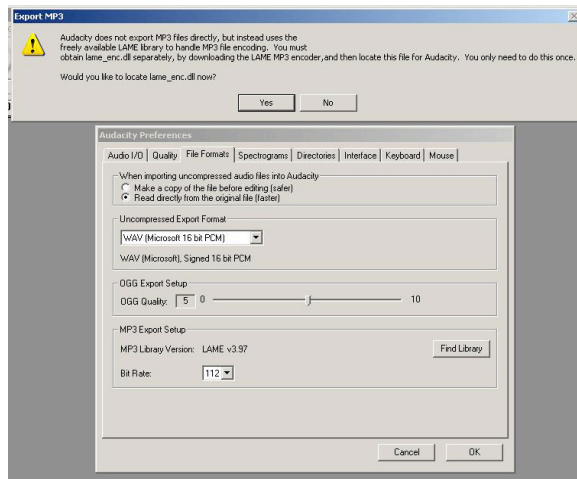 Export MP3
Audacity does not export MP3 files directly, but instead uses the
freely available LAME library to handle MP3 file encoding. You must
obtain lame_enc.dll separately, by downloading the LAME MP3 encoder,and then locate this file for Audacity. You only need to do this once.
Would you like to locate lame_enc.dll now?
Yes No
Audacity Preferences
Audio I/O Quality File Formats Spectrograms Directories Interface Keyboard Mouse
When importing uncompressed audio files into Audacity
Make a copy of the file before editing (safer)
Read directly from the original file (faster)
Uncompressed Export Format
WAV (Microsoft 16 bit PCM)
WAV (Microsoft), Signed 16 bit PCM
OGG Export Setup
OGG Quality: 5 0 10
MP3 Export Setup
MP3 Library Version: LAME v3.97 Find Library
Bit Rate: 112
Cancel OK